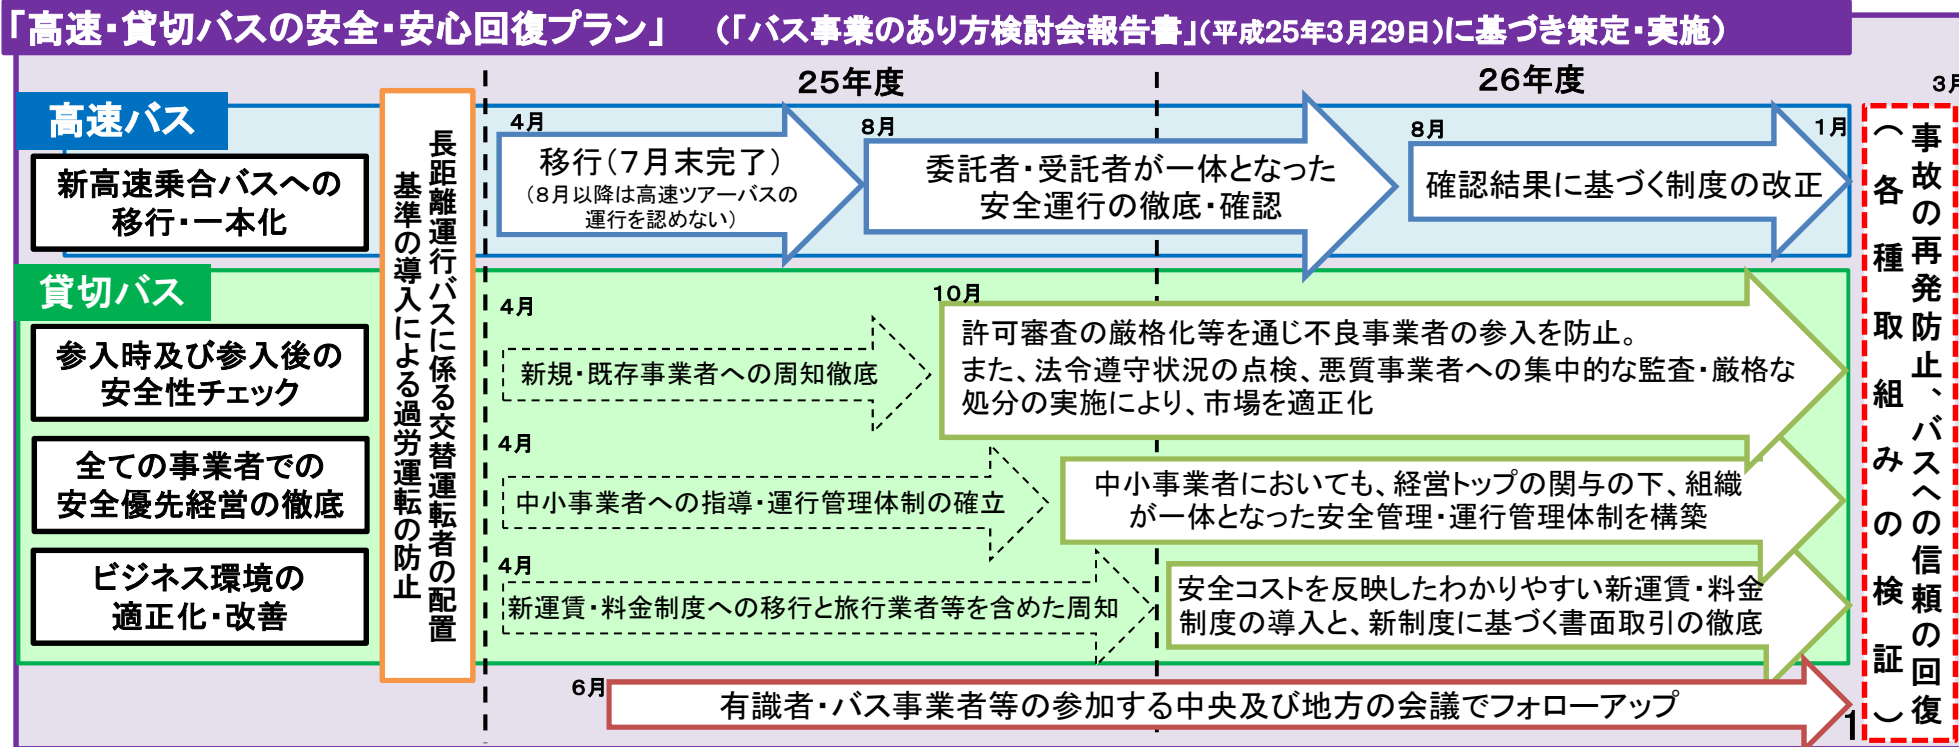 「高速・貸切バスの安全・安心回復プラン」 （「バス事業のあり方検討会報告書」（平成25年3月29日）に基づき策定・実施）
25年度
26年度
3月
高速バス
新高速乗合バスへの
移行・一本化
長距離運行バスに係る交替運転者の配置
基準の導入による過労運転の防止
4月
移行（7月末完了）
（8月以降は高速ツアーバスの
運行を認めない）
8月
委託者・受託者が一体となった
安全運行の徹底・確認
8月
確認結果に基づく制度の改正
1月
貸切バス
参入時及び参入後の
安全性チェック
4月
新規・既存事業者への周知徹底
10月
許可審査の厳格化等を通じ不良事業者の参入を防止。
また、法令遵守状況の点検、悪質事業者への集中的な監査・厳格な
処分の実施により、市場を適正化
全ての事業者での
安全優先経営の徹底
4月
中小事業者への指導・運行管理体制の確立
中小事業者においても、経営トップの関与の下、組織
が一体となった安全管理・運行管理体制を構築
ビジネス環境の
適正化・改善
4月
新運賃・料金制度への移行と旅行業者等を含めた周知
安全コストを反映したわかりやすい新運賃・料金
制度の導入と、新制度に基づく書面取引の徹底
6月
有識者・バス事業者等の参加する中央及び地方の会議でフォローアップ
事故の再発防止、バスへの信頼の回復
（各種取組みの検証）
1